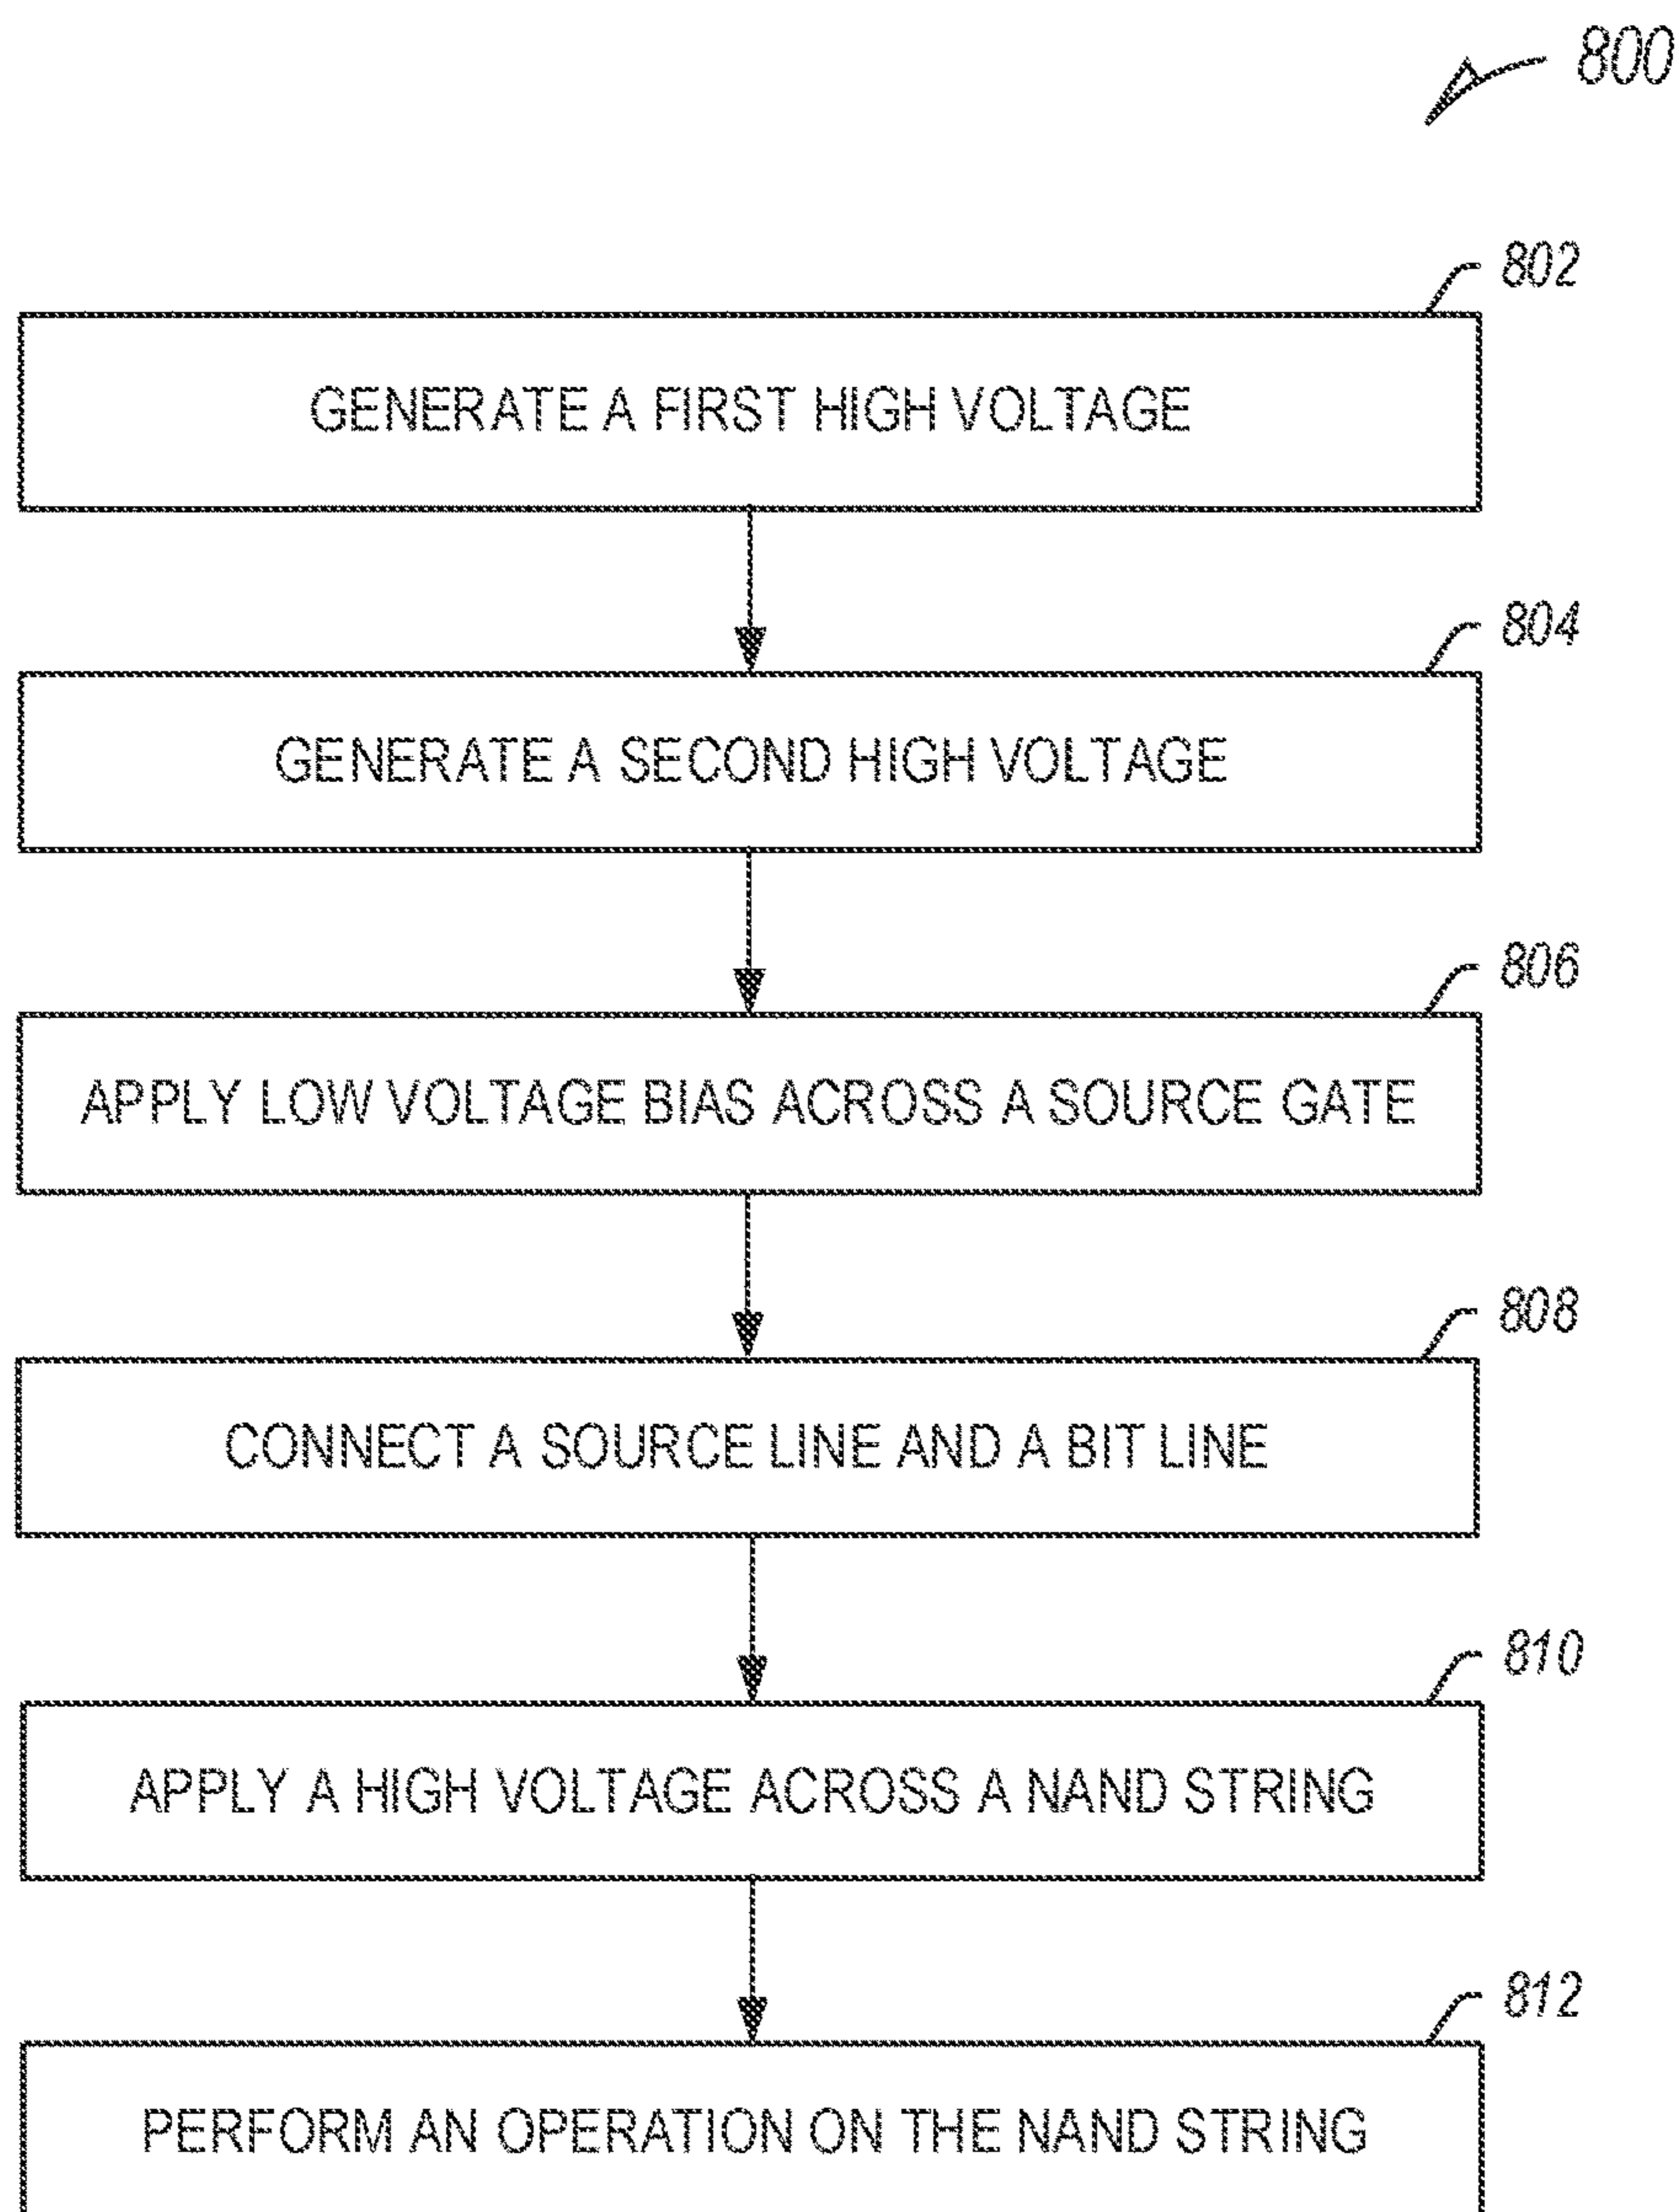 800
802
GENERATE A FIRST HIGH VOLTAGE
804
GENERATE A SECOND HIGH VOLTAGE
806
APPLY LOW VOLTAGE BIAS ACROSS A SOURCE GATE
808
CONNECT A SOURCE LINE AND A BIT LINE
810
APPLY A HIGH VOLTAGE ACROSS A NAND STRING
812
PERFORM AN OPERATION ON THE NAND STRING